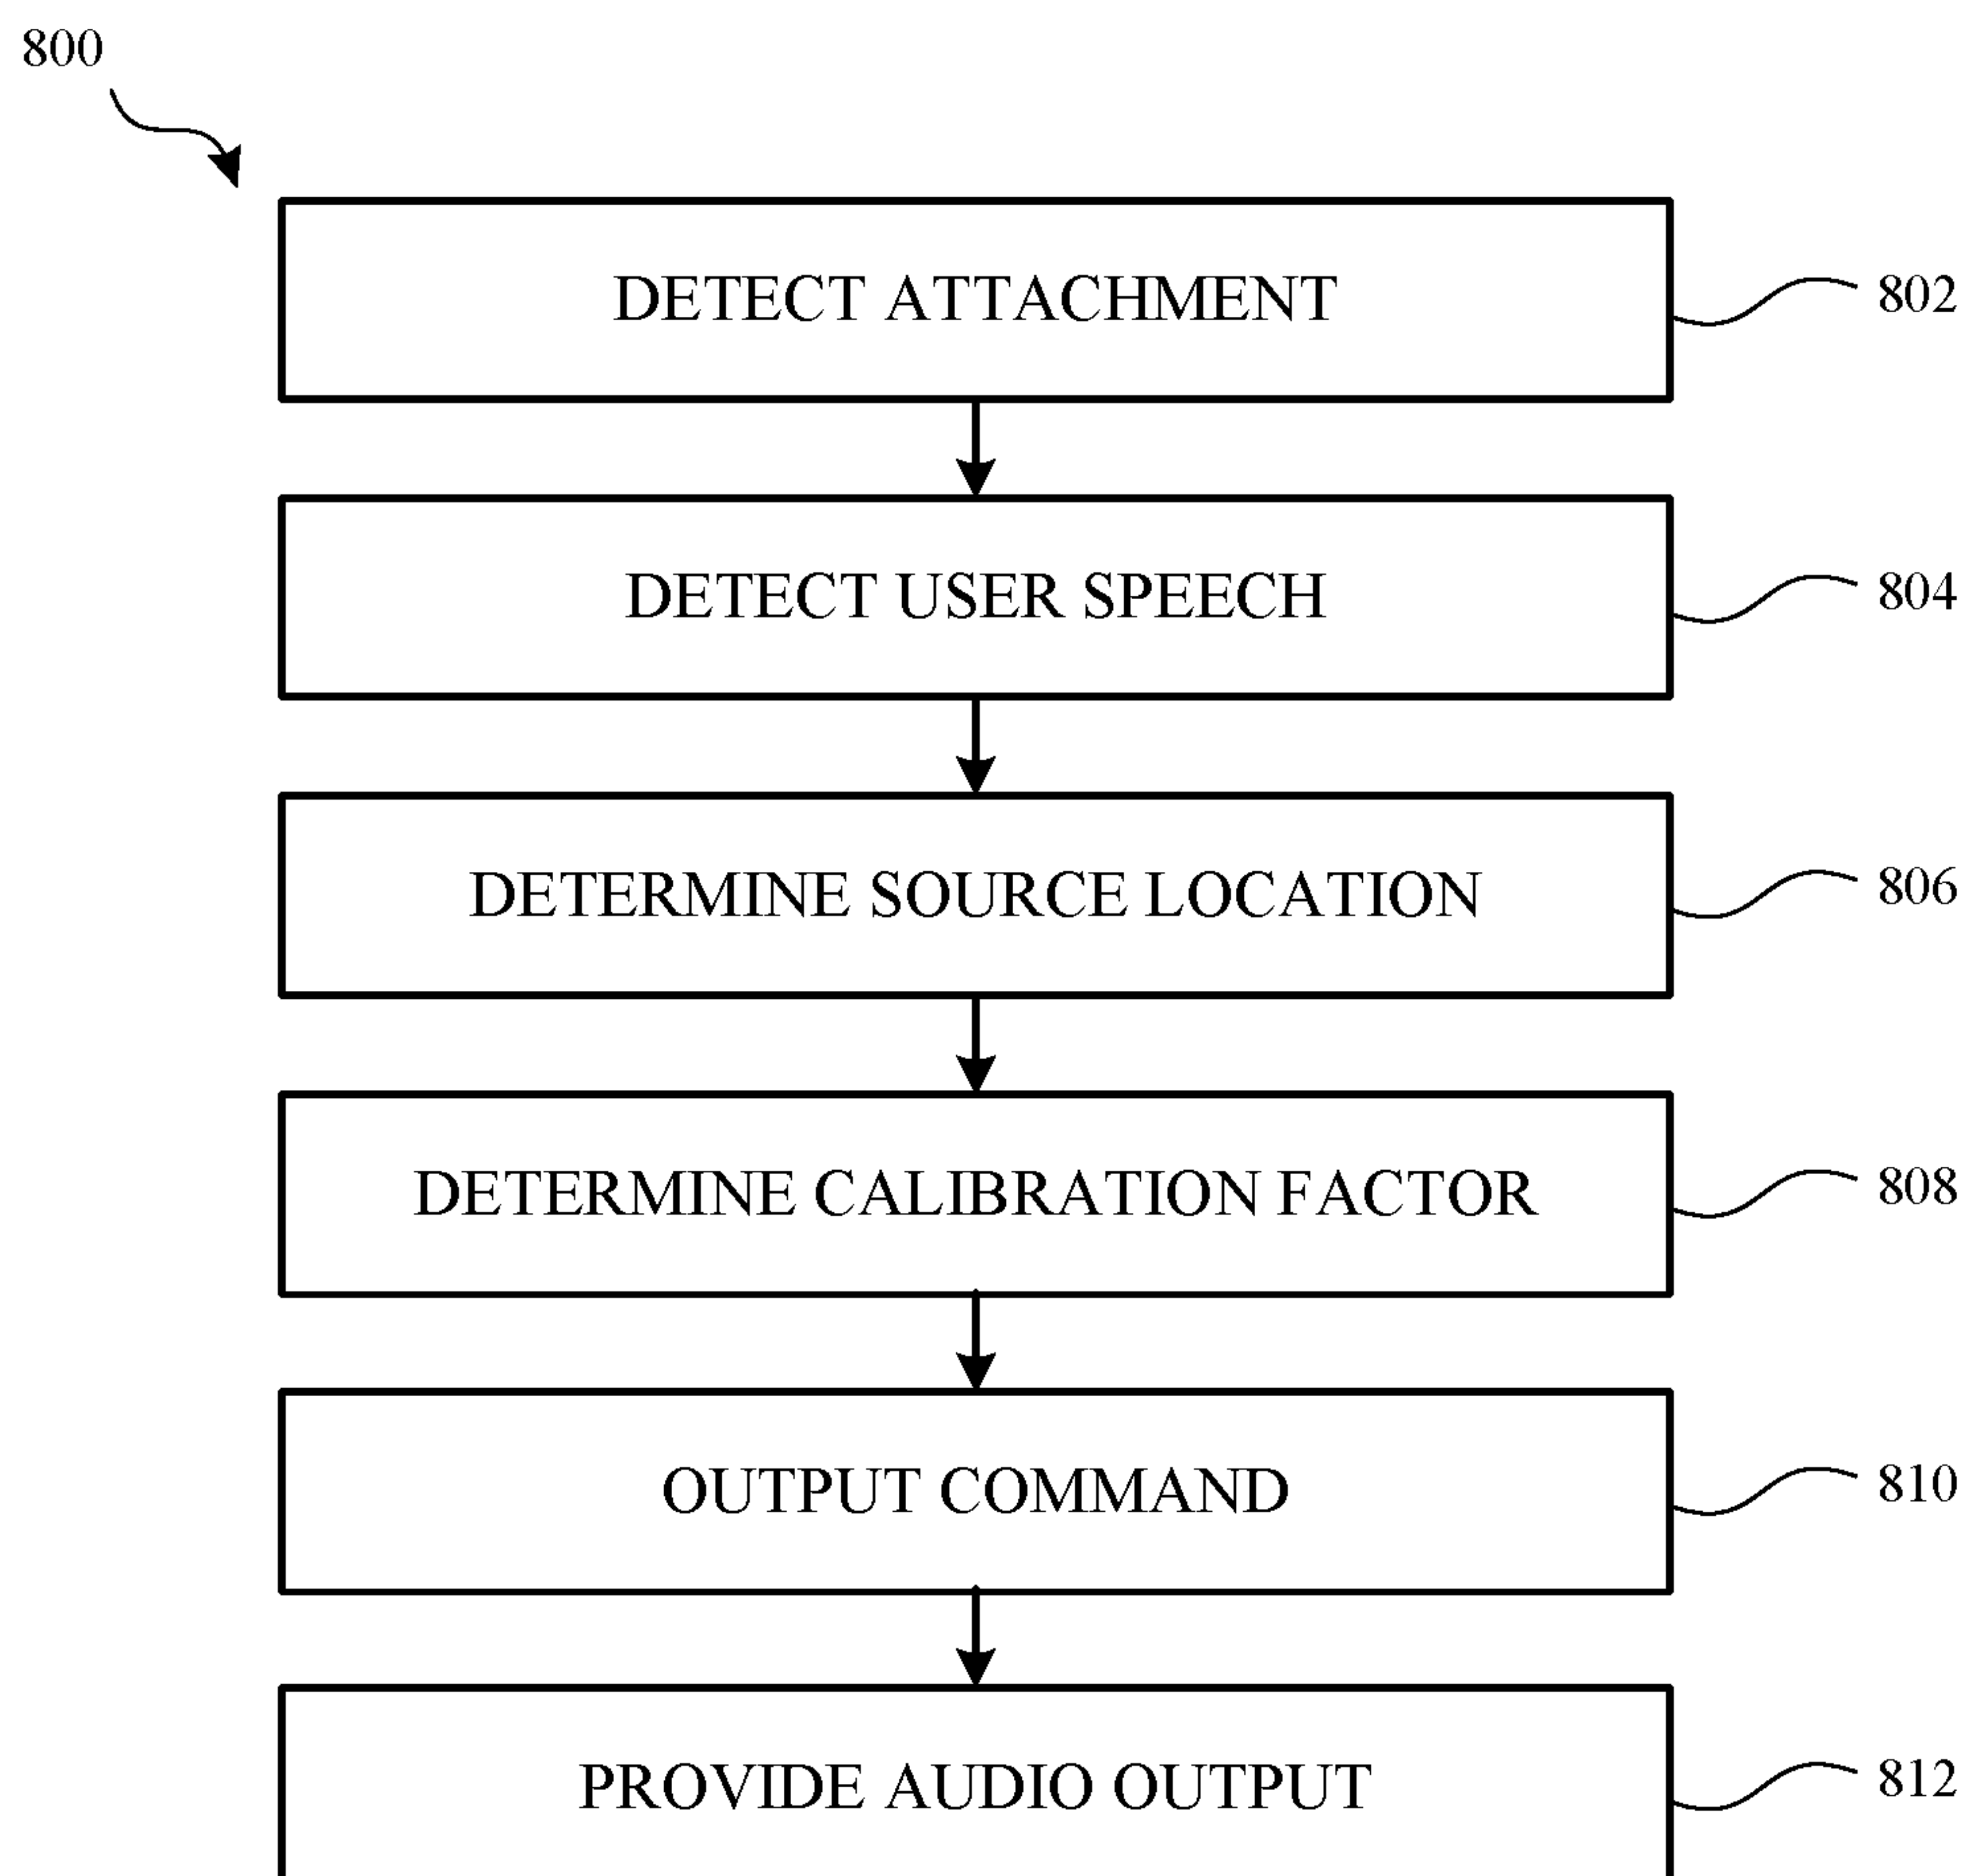 800
DETECT ATTACHMENT 802
DETECT USER SPEECH 804
DETERMINE SOURCE LOCATION 806
DETERMINE CALIBRATION FACTOR 808
OUTPUT COMMAND 810
PROVIDE AUDIO OUTPUT 812